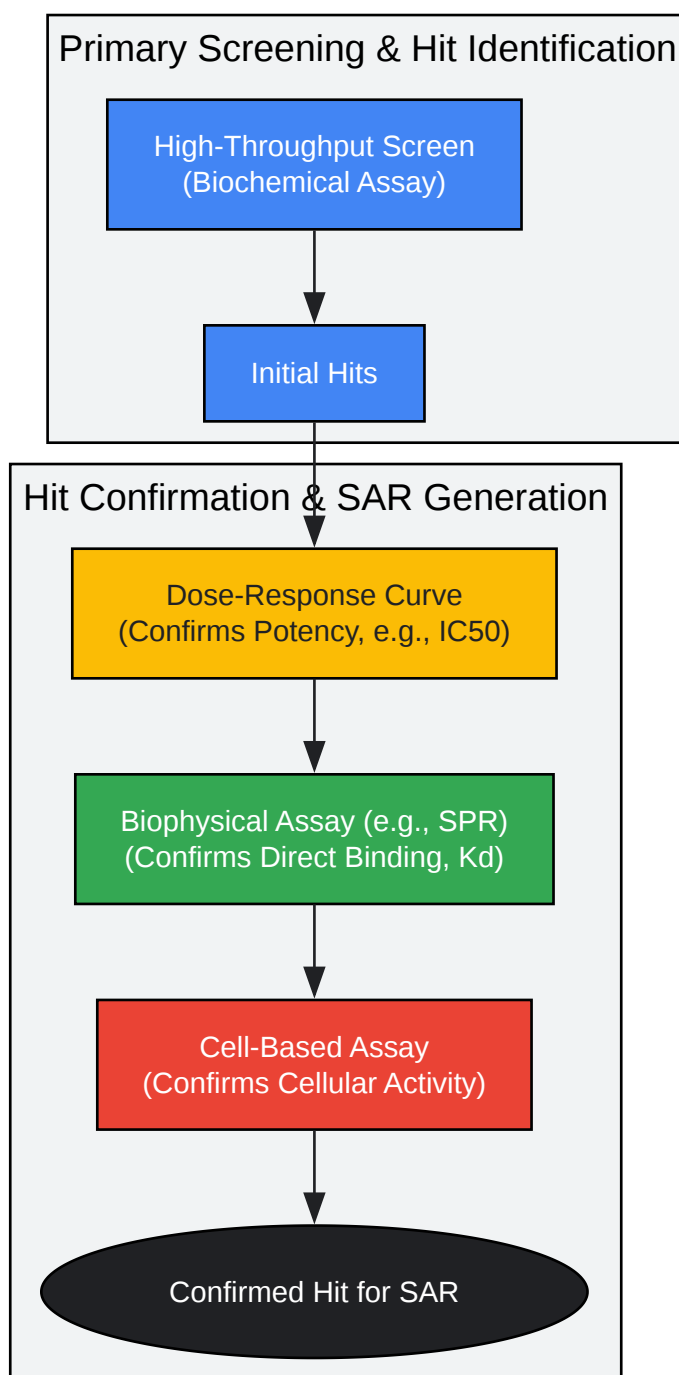 Primary Screening & Hit Identification
High-Throughput Screen
(Biochemical Assay)
Initial Hits
Hit Confirmation & SAR Generation
Dose-Response Curve
(Confirms Potency, e.g., IC50)
Biophysical Assay (e.g., SPR)
(Confirms Direct Binding, Kd)
Cell-Based Assay
(Confirms Cellular Activity)
Confirmed Hit for SAR